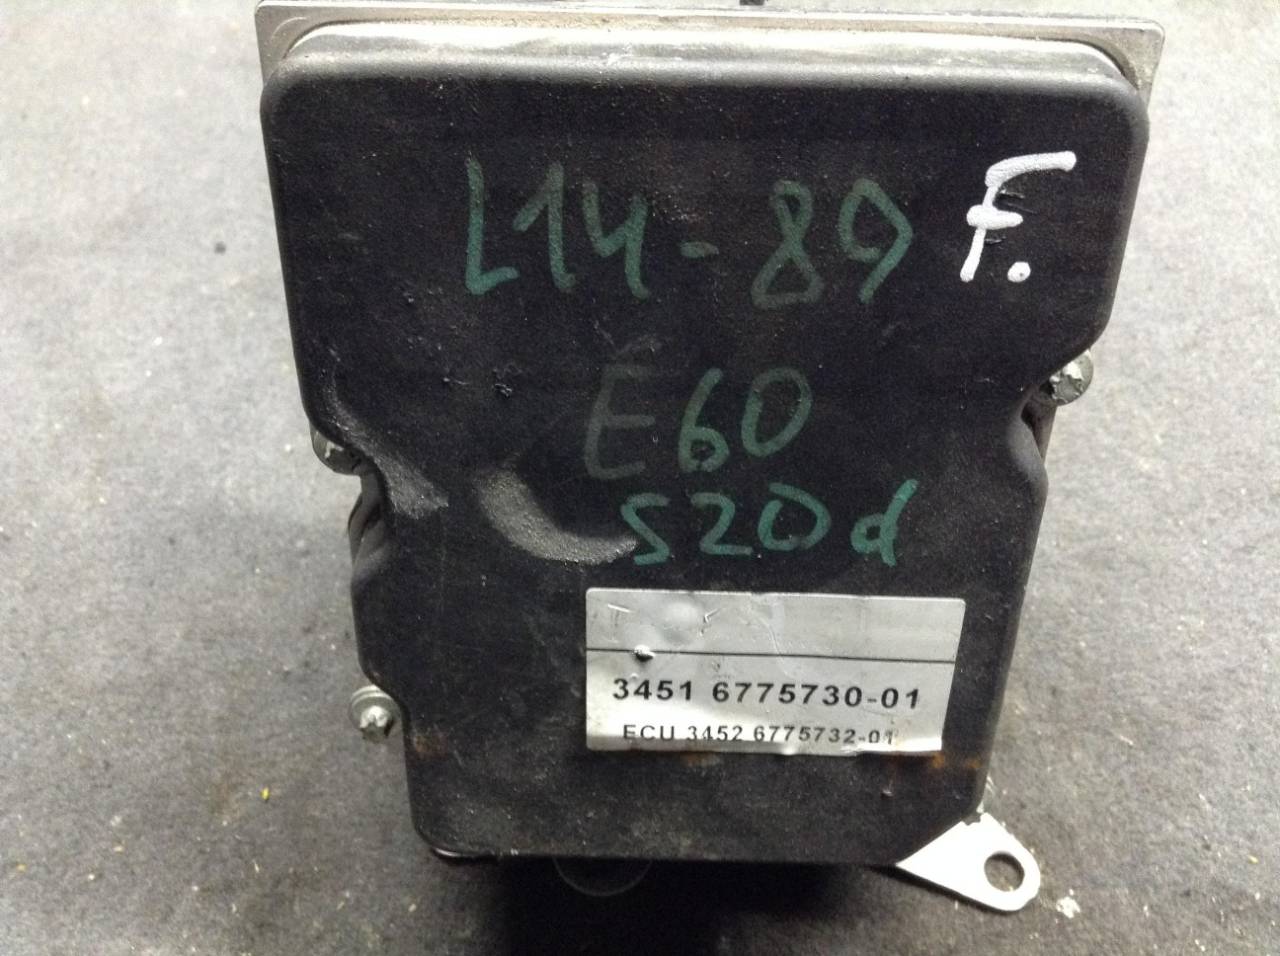 L14-89 F.
E60
520d
3451 6775730-01
ECU 3452 6775732-01